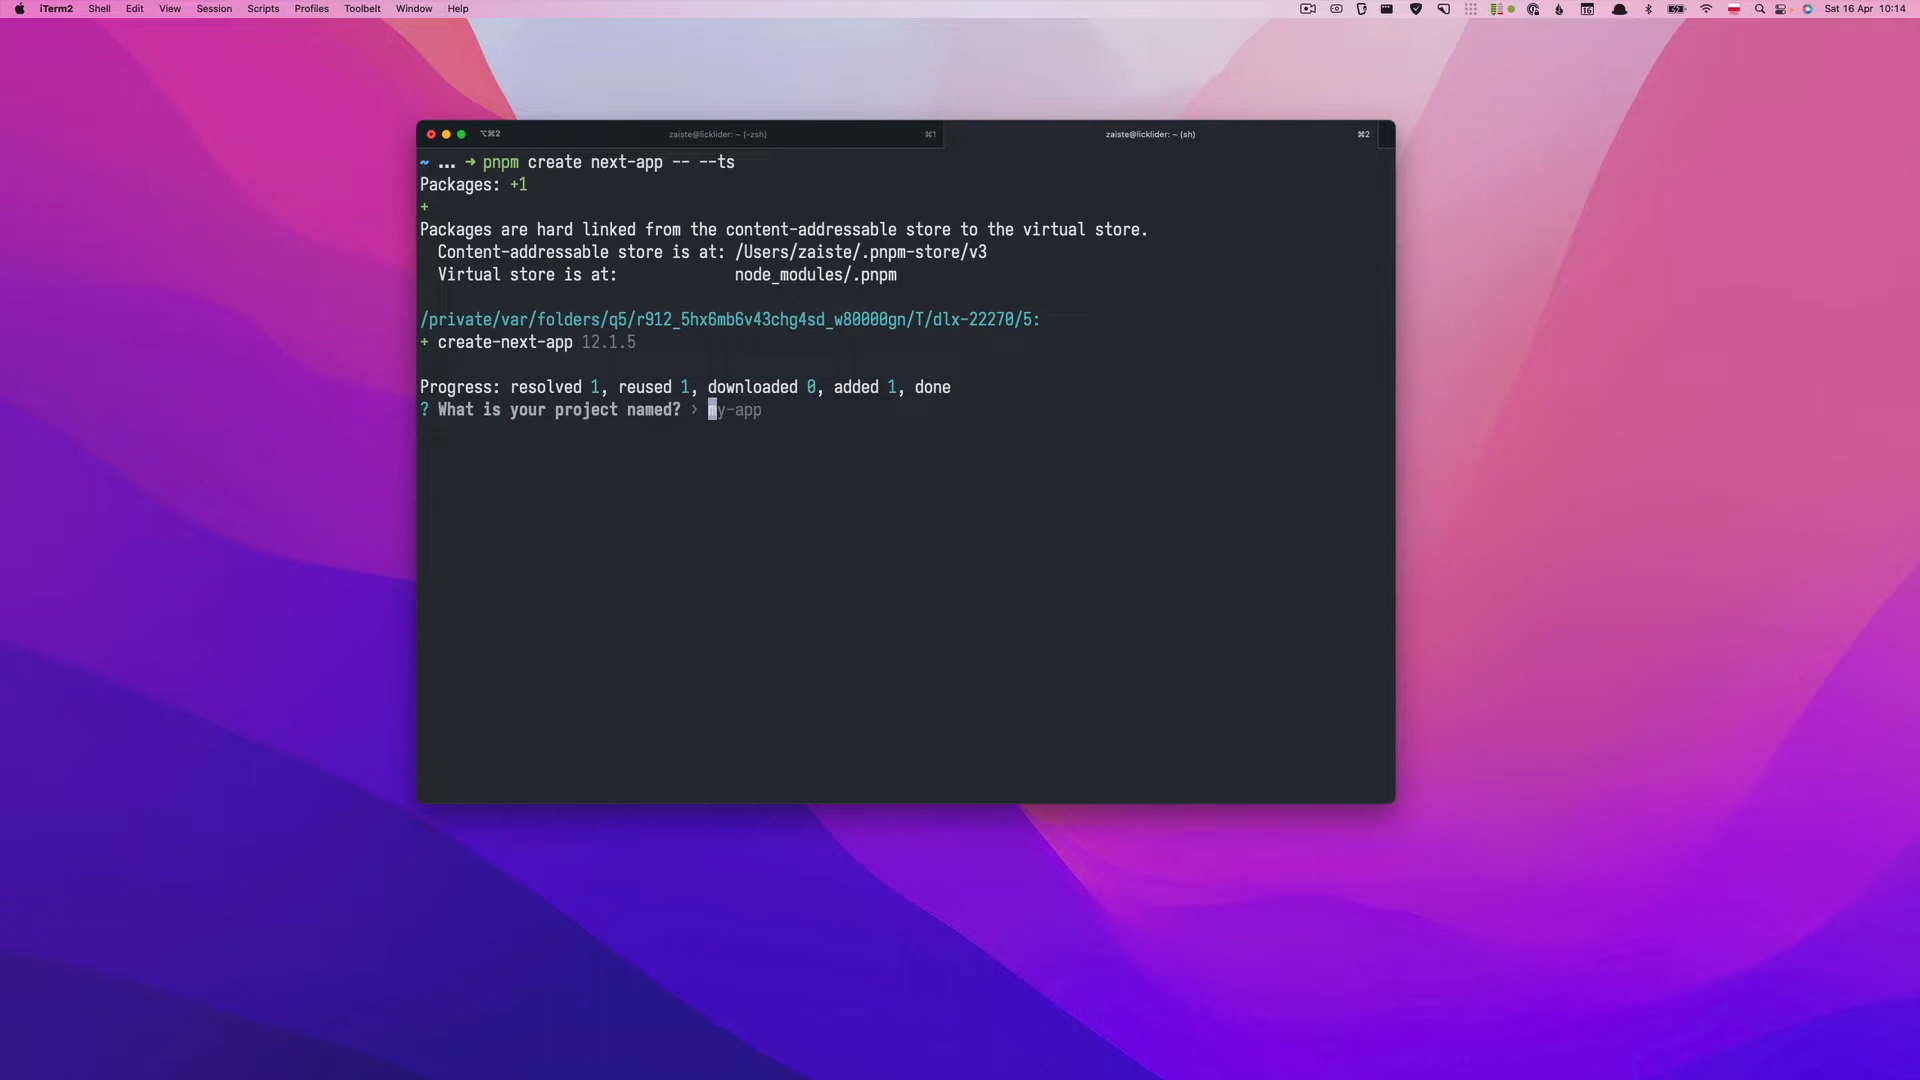 iTerm2 Shell Edit View Session Scripts Profiles Toolbelt Window Help
16
Sat 16 Apr 10:14
⌥⌘2
zaiste@licklider: ~ (-zsh) ⌘1
zaiste@licklider: ~ (sh) ⌘2
~ ... → pnpm create next-app -- --ts
Packages: +1
+
Packages are hard linked from the content-addressable store to the virtual store.
Content-addressable store is at: /Users/zaiste/.pnpm-store/v3
Virtual store is at: node_modules/.pnpm
/private/var/folders/q5/r912_5hx6mb6v43chg4sd_w80000gn/T/dlx-22270/5:
+ create-next-app 12.1.5
Progress: resolved 1, reused 1, downloaded 0, added 1, done
? What is your project named? › my-app